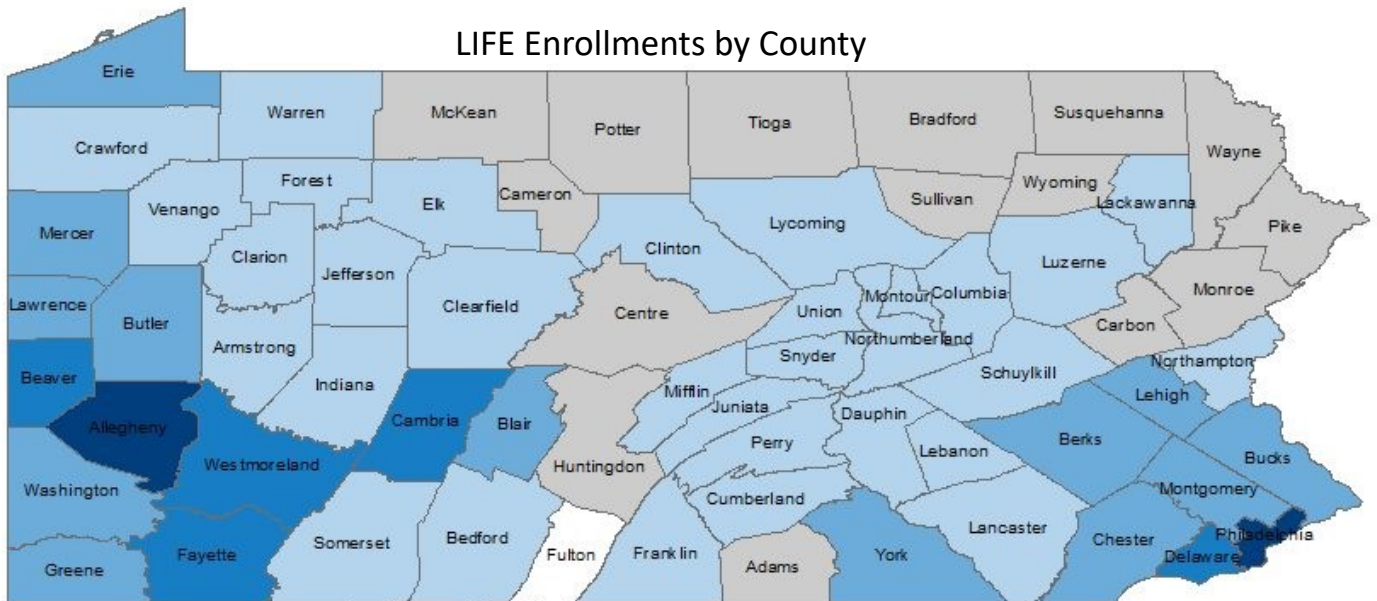 LIFE Enrollments by County
Erie
Warren
McKean
Potter
Tioga
Bradford
Susquehanna
Wayne
Crawford
Forest
Elk
Cameron
Sullivan
Wyoming
Lackawanna
Venango
Lycoming
Pike
Mercer
Clarion
Jefferson
Clinton
Luzerne
Monroe
Lawrence
Butler
Clearfield
Centre
Union
Montour
Columbia
Carbon
Armstrong
Snyder
Northumberland
Northampton
Beaver
Indiana
Mifflin
Juniata
Schuylkill
Lehigh
Allegheny
Cambria
Blair
Dauphin
Berks
Westmoreland
Huntingdon
Perry
Lebanon
Bucks
Washington
Cumberland
Montgomery
Somerset
Bedford
Lancaster
Chester
Philadelphia
Greene
Fayette
Fulton
Franklin
Adams
York
Delaware